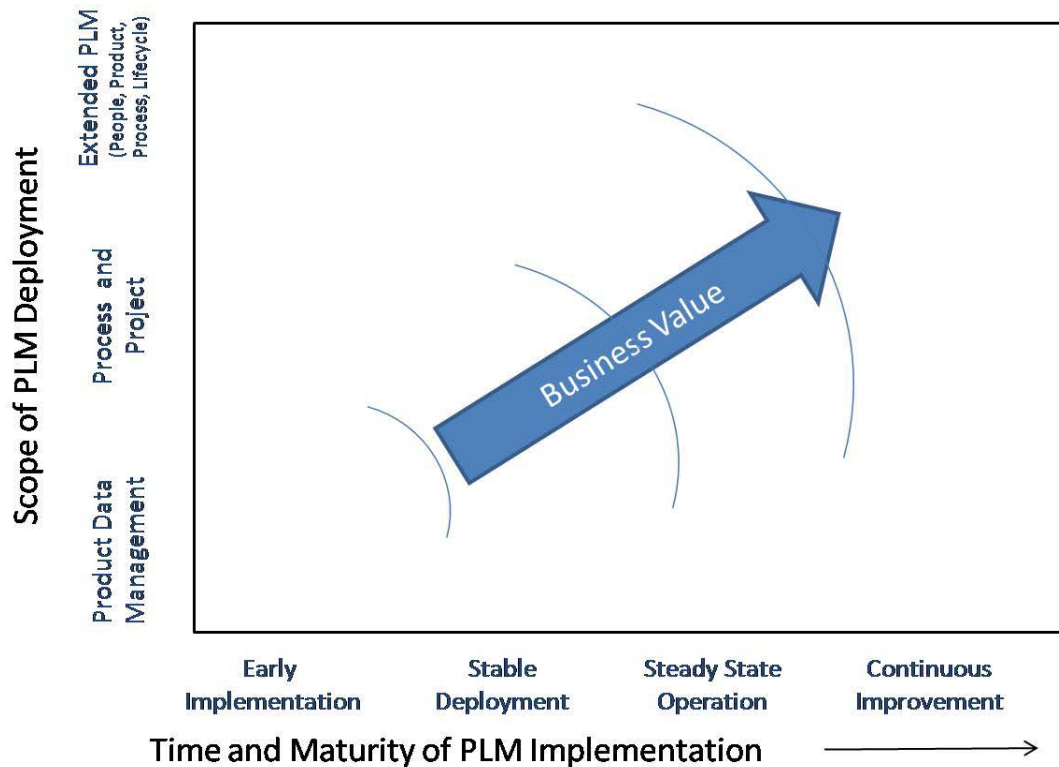 Scope of PLM Deployment
Extended PLM
(People, Product,
Process, Lifecycle)
Process and
Project
Product Data
Management
Business Value
Early
Implementation
Stable
Deployment
Steady State
Operation
Continuous
Improvement
Time and Maturity of PLM Implementation